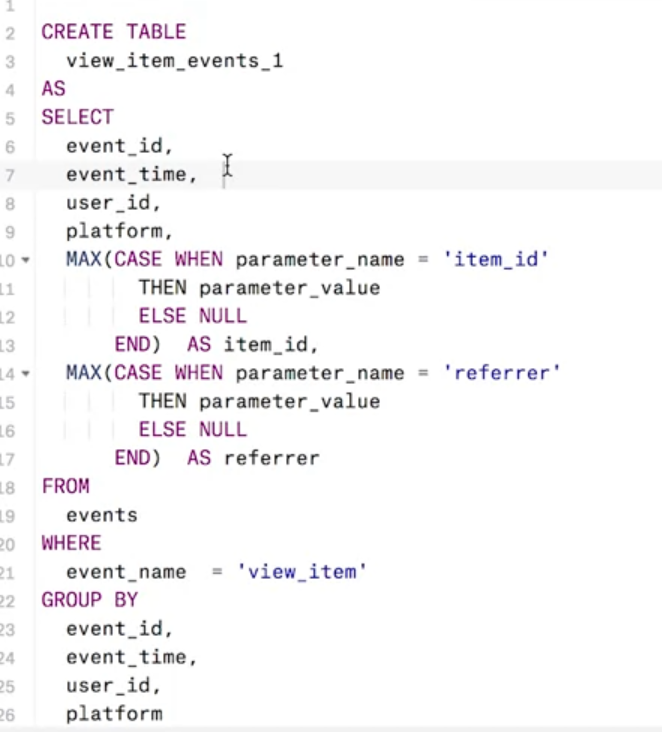 1
2 CREATE TABLE
3 view_item_events_1
4 AS
5 SELECT
6 event_id,
7 event_time,
8 user_id,
9 platform,
10 MAX(CASE WHEN parameter_name = 'item_id'
11 THEN parameter_value
12 ELSE NULL
13 END)  AS item_id,
14 MAX(CASE WHEN parameter_name = 'referrer'
15 THEN parameter_value
16 ELSE NULL
17 END)  AS referrer
18 FROM
19 events
20 WHERE
21 event_name  = 'view_item'
22 GROUP BY
23 event_id,
24 event_time,
25 user_id,
26 platform